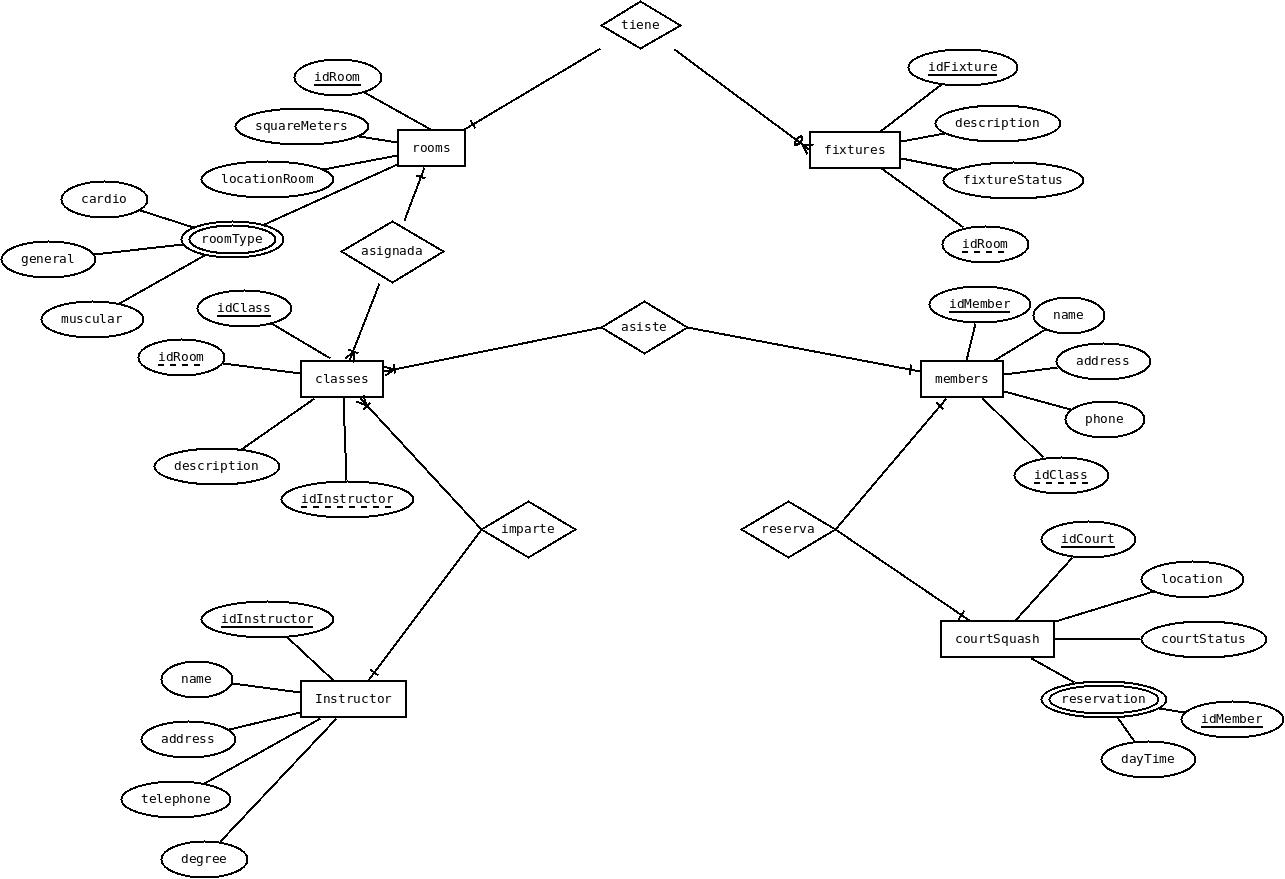 tiene
idRoom
idFixture
squareMeters
description
rooms
fixtures
locationRoom
fixtureStatus
cardio
roomType
idRoom
general
asignada
muscular
idClass
idMember
name
asiste
idRoom
address
classes
members
phone
description
idClass
idInstructor
imparte
reserva
idCourt
location
idInstructor
courtSquash
courtStatus
name
Instructor
reservation
idMember
address
dayTime
telephone
degree